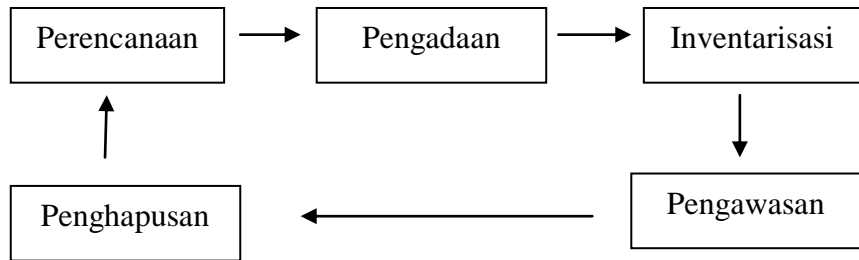 Perencanaan
Pengadaan
Inventarisasi
Penghapusan
Pengawasan